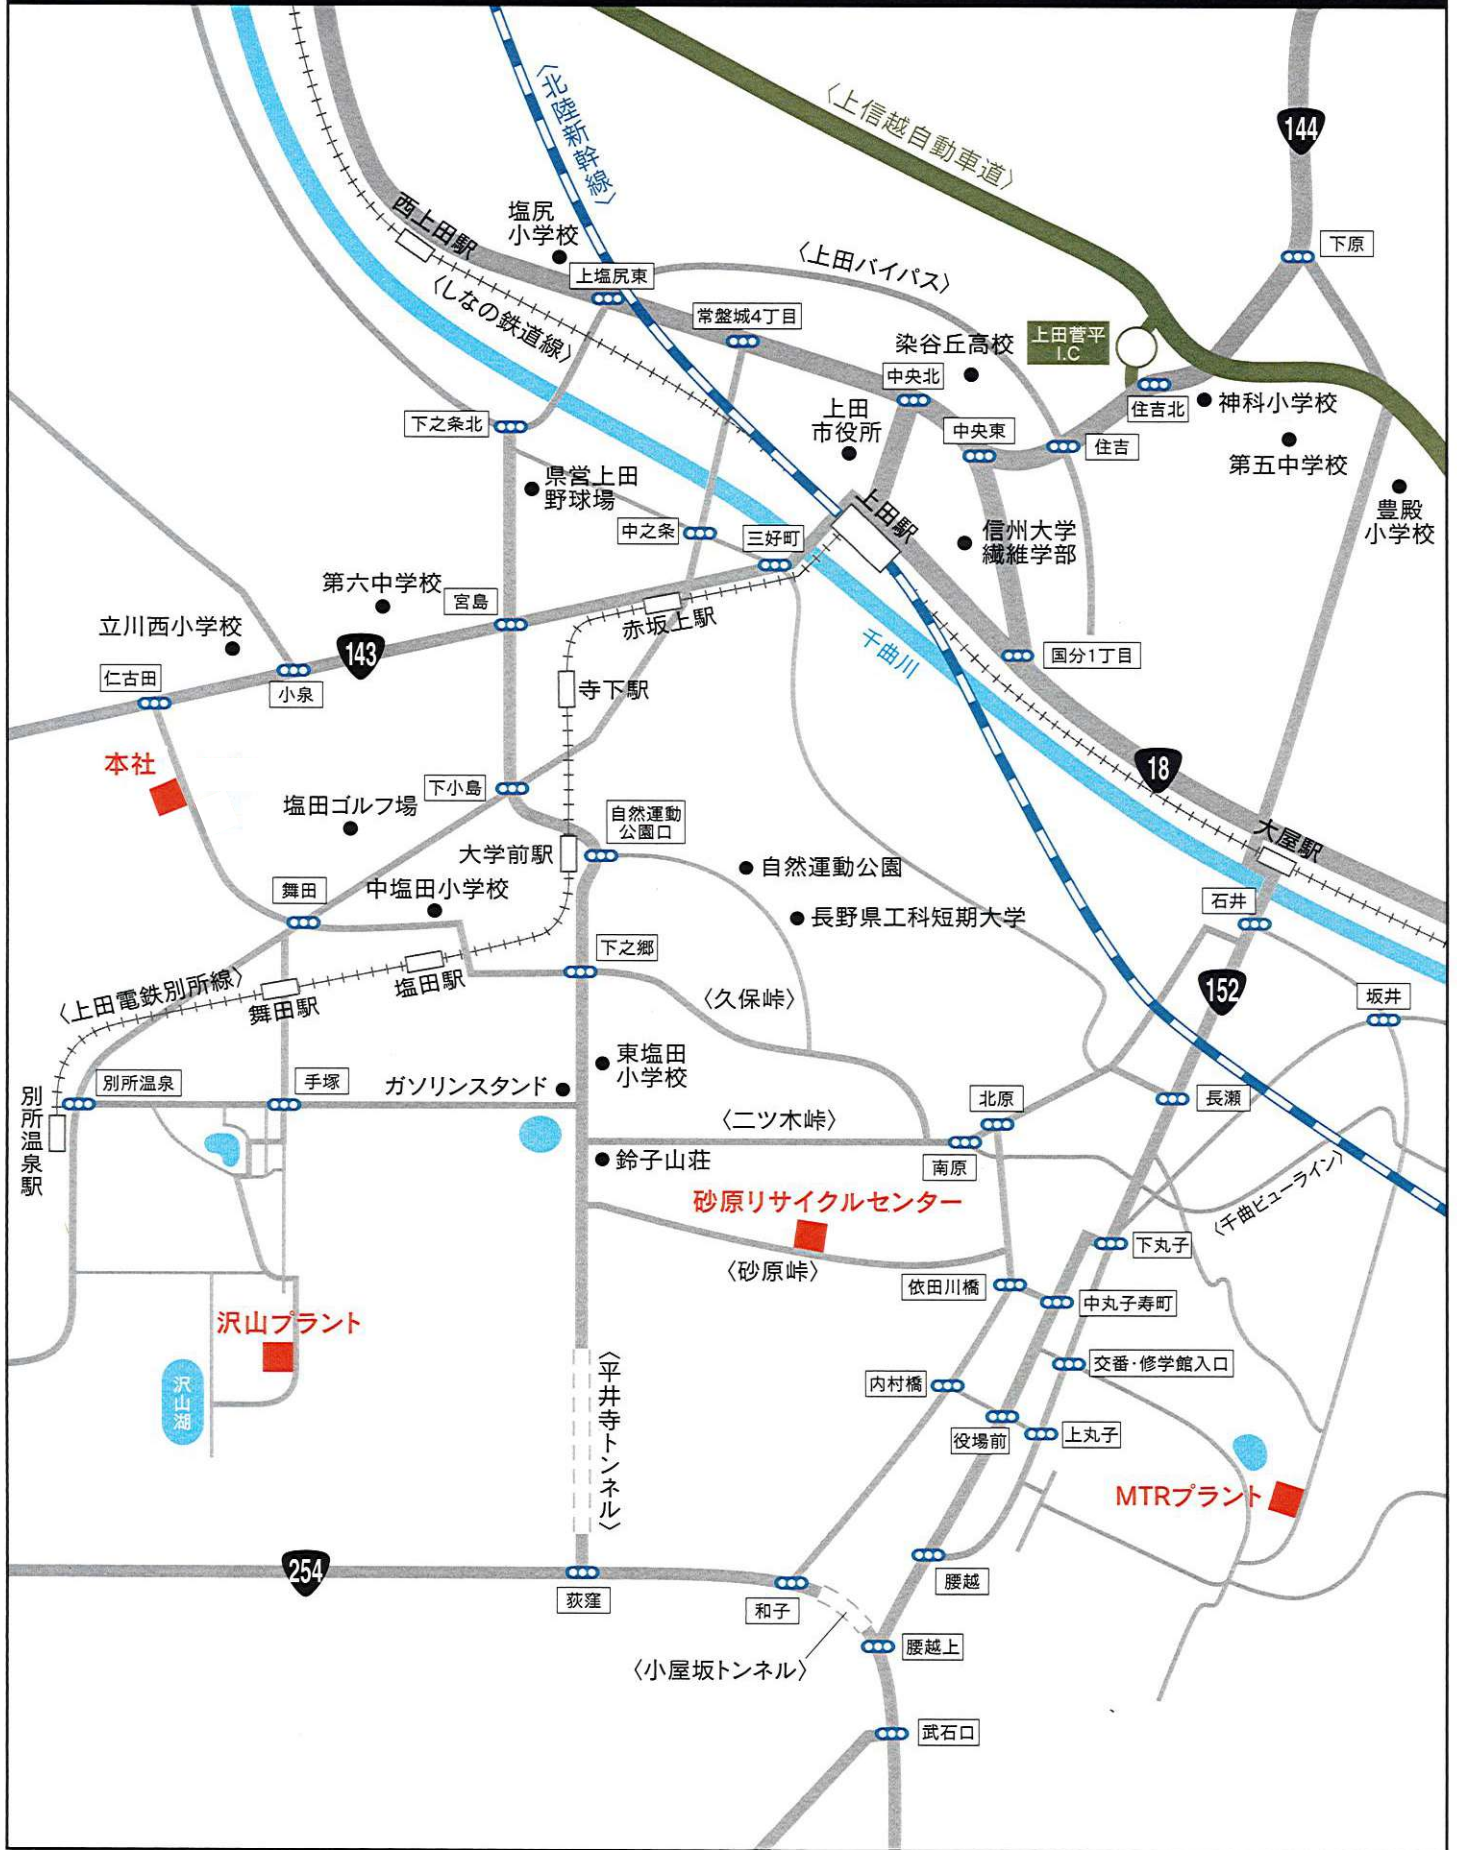 〈北陸新幹線〉
〈上信越自動車道〉
144
西上田駅
塩尻
小学校
上塩尻東
〈上田バイパス〉
下原
〈しなの鉄道線〉
常盤城4丁目
染谷丘高校
上田菅平
I.C
中央北
住吉北
神科小学校
下之条北
上田
市役所
中央東
住吉
第五中学校
県営上田
野球場
上田駅
豊殿
小学校
中之条
三好町
信州大学
繊維学部
第六中学校
宮島
赤坂上駅
立川西小学校
143
千曲川
国分1丁目
仁古田
小泉
寺下駅
本社
18
塩田ゴルフ場
下小島
自然運動
公園口
大屋駅
大学前駅
自然運動公園
舞田
中塩田小学校
石井
長野県工科短期大学
下之郷
〈上田電鉄別所線〉
塩田駅
舞田駅
〈久保峠〉
152
坂井
東塩田
小学校
別所温泉
手塚
ガソリンスタンド
北原
長瀬
別所温泉駅
〈二ツ木峠〉
鈴子山荘
南原
〈千曲ビューライン〉
砂原リサイクルセンター
下丸子
〈砂原峠〉
依田川橋
中丸子寿町
沢山プラント
〈平井寺トンネル〉
交番・修学館入口
沢山湖
内村橋
役場前
上丸子
MTRプラント
254
荻窪
和子
腰越
〈小屋坂トンネル〉
腰越上
武石口